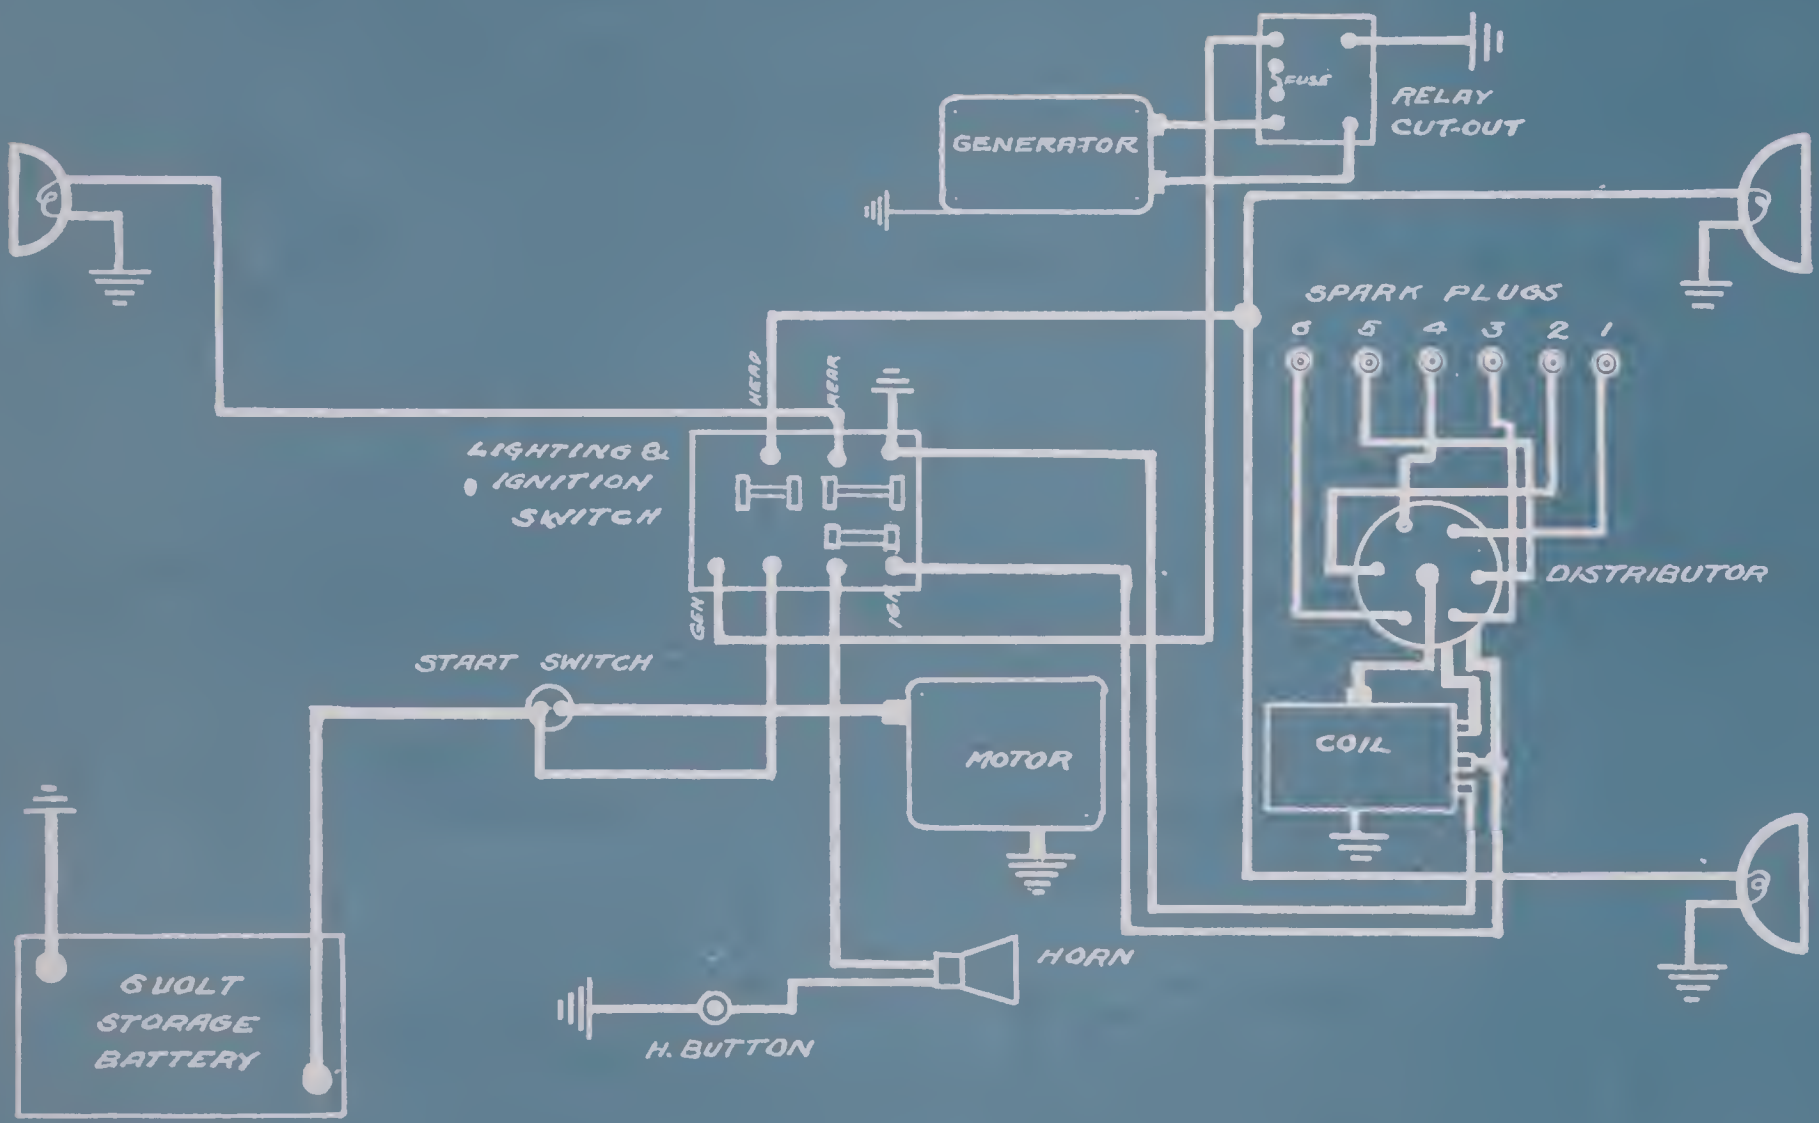 FUSE
RELAY
CUT-OUT
GENERATOR
SPARK PLUGS
6 5 4 3 2 1
HEAD
REAR
LIGHTING &
IGNITION
SWITCH
DISTRIBUTOR
GEN
IGN
START SWITCH
COIL
MOTOR
HORN
6 VOLT
STORAGE
BATTERY
H. BUTTON